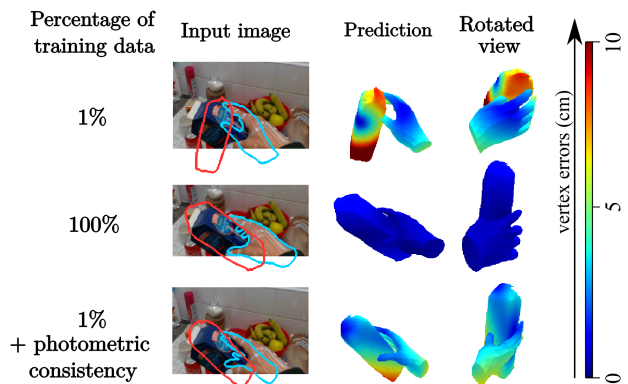 Percentage of
training data
Input image
Prediction
Rotated
view
1%
100%
1%
+ photometric
consistency
10
5
0
vertex errors (cm)